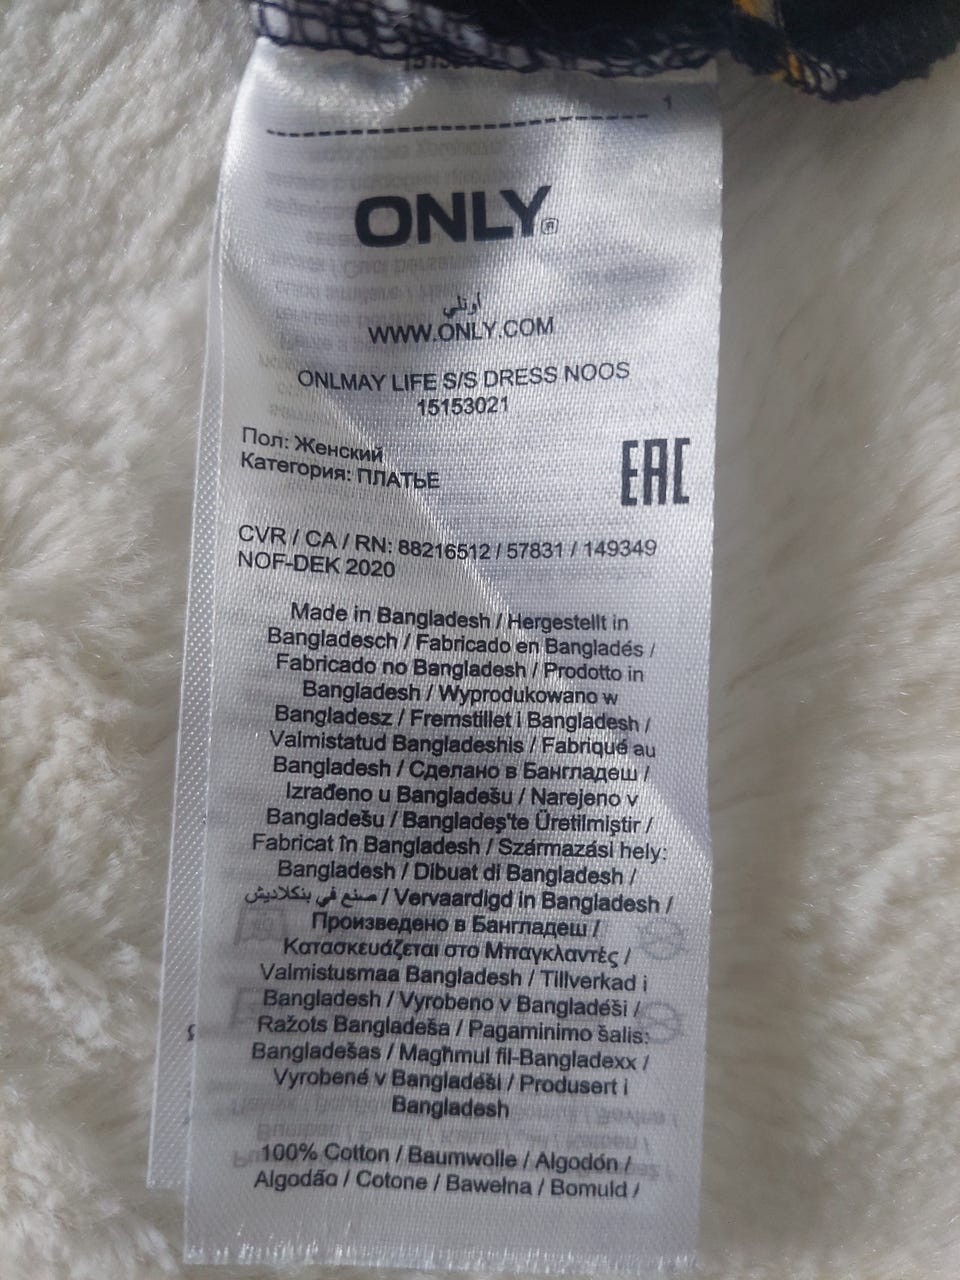 1
ONLY®
أونلي
WWW.ONLY.COM
ONLMAY LIFE S/S DRESS NOOS
15153021
Пол: Женский
Категория: ПЛАТЬЕ
EAC
CVR / CA / RN: 88216512 / 57831 / 149349
NOF-DEK 2020
Made in Bangladesh / Hergestellt in
Bangladesch / Fabricado en Bangladés /
Fabricado no Bangladesh / Prodotto in
Bangladesh / Wyprodukowano w
Bangladesz / Fremstillet i Bangladesh /
Valmistatud Bangladeshis / Fabriqué au
Bangladesh / Сделано в Бангладеш /
Izrađeno u Bangladešu / Narejeno v
Bangladešu / Bangladeş'te Üretilmiştir /
Fabricat în Bangladesh / Származási hely:
Bangladesh / Dibuat di Bangladesh /
صنع في بنكلاديش / Vervaardigd in Bangladesh /
Произведено в Бангладеш /
Κατασκευάζεται στο Μπαγκλαντές /
Valmistusmaa Bangladesh / Tillverkad i
Bangladesh / Vyrobeno v Bangladéši /
Ražots Bangladeša / Pagaminimo šalis:
Bangladešas / Magħmul fil-Bangladexx /
Vyrobené v Bangladéši / Produsert i
Bangladesh
100% Cotton / Baumwolle / Algodón /
Algodão / Cotone / Bawełna / Bomuld /